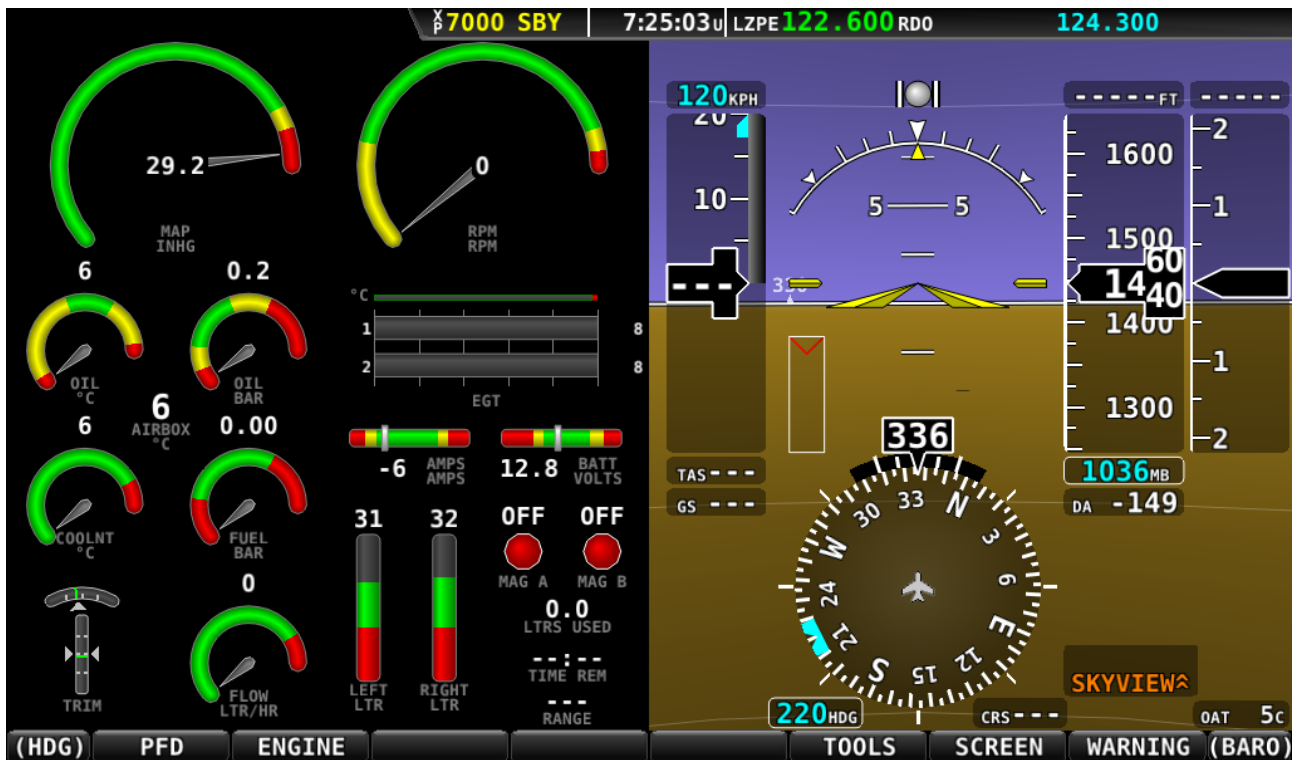 XP 7000 SBY 7:25:03U LZPE 122.600 RDO 124.300
29.2
MAP
INHG
0
RPM
RPM
6
OIL
°C
0.2
OIL
BAR
6
AIRBOX
°C
6
COOLNT
°C
0.00
FUEL
BAR
TRIM
0
FLOW
LTR/HR
°C
1 8
2 8
EGT
-6 AMPS
AMPS
12.8 BATT
VOLTS
31
LEFT
LTR
32
RIGHT
LTR
OFF OFF
MAG A MAG B
0.0
LTRS USED
--:--
TIME REM
---
RANGE
120KPH
20
10
---
TAS---
GS ---
5 5
5
-----FT -----
1600
1500
14 60
40
1400
1300
2
1
1
2
1036MB
DA -149
336
33 N 3 6 E 12 15 S 21 24 W 30
220HDG
CRS---
SKYVIEW
OAT 5C
(HDG) PFD ENGINE TOOLS SCREEN WARNING (BARO)